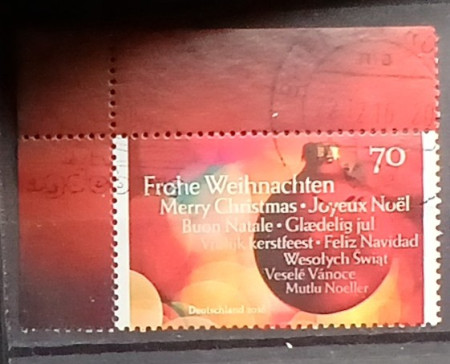 70
Frohe Weihnachten
Merry Christmas • Joyeux Noël
Buon Natale • Glædelig jul
kerstfeest • Feliz Navidad
Wesołych Świąt
Veselé Vánoce
Mutlu Noeller
Deutschland